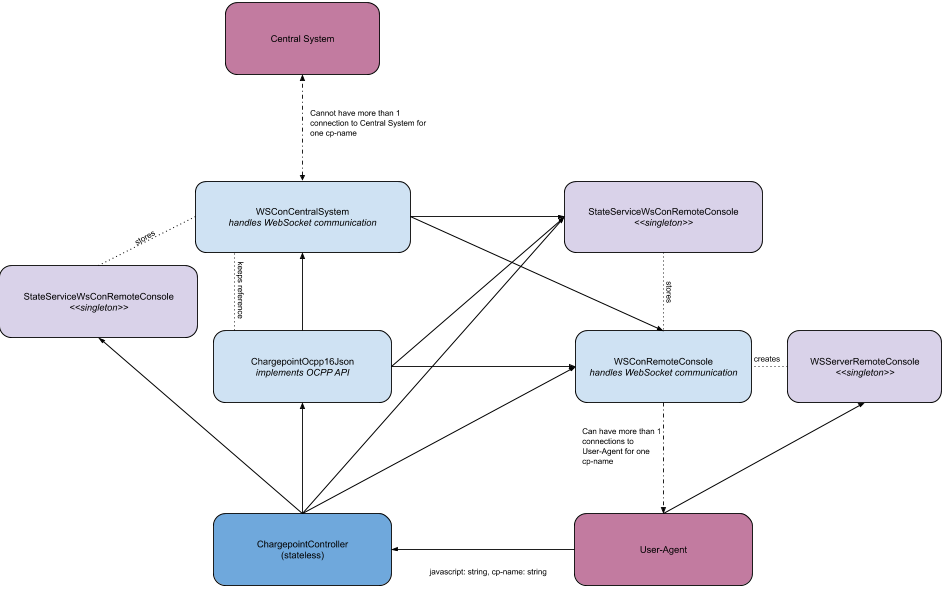 Central System
Cannot have more than 1
connection to Central System for
one cp-name
WSConCentralSystem
handles WebSocket communication
StateServiceWsConRemoteConsole
<<singleton>>
stores
StateServiceWsConRemoteConsole
<<singleton>>
keeps reference
stores
ChargepointOcpp16Json
implements OCPP API
WSConRemoteConsole
handles WebSocket communication
creates
WSServerRemoteConsole
<<singleton>>
Can have more than 1
connections to
User-Agent for one
cp-name
ChargepointController
(stateless)
User-Agent
javascript: string, cp-name: string